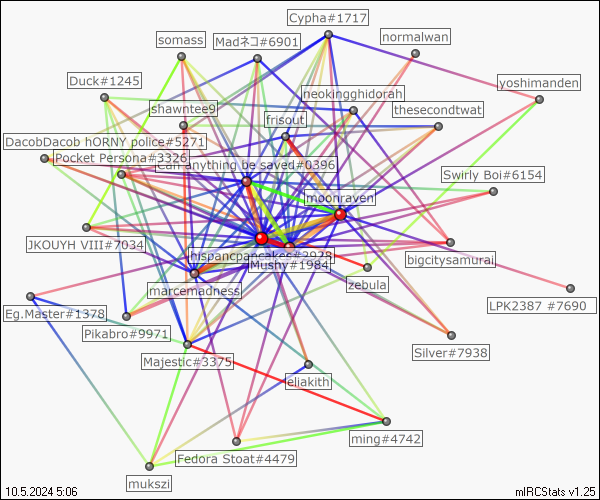 Cypha#1717
somass
Madネコ#6901
normalwan
Duck#1245
neokingghidorah
yoshimanden
shawntee9
thesecondtwat
frisout
DacobDacob hORNY police#5271
Pocket Persona#3326
Can anything be saved#0396
Swirly Boi#6154
moonraven
JKOUYH VIII#7034
hispancpancakes#2978
bigcitysamurai
Mushy#1984
marcemadness
zebula
LPK2387 #7690
Eg.Master#1378
Pikabro#9971
Silver#7938
Majestic#3375
eliakith
ming#4742
Fedora Stoat#4479
mukszi
10.5.2024 5:06
mIRCStats v1.25